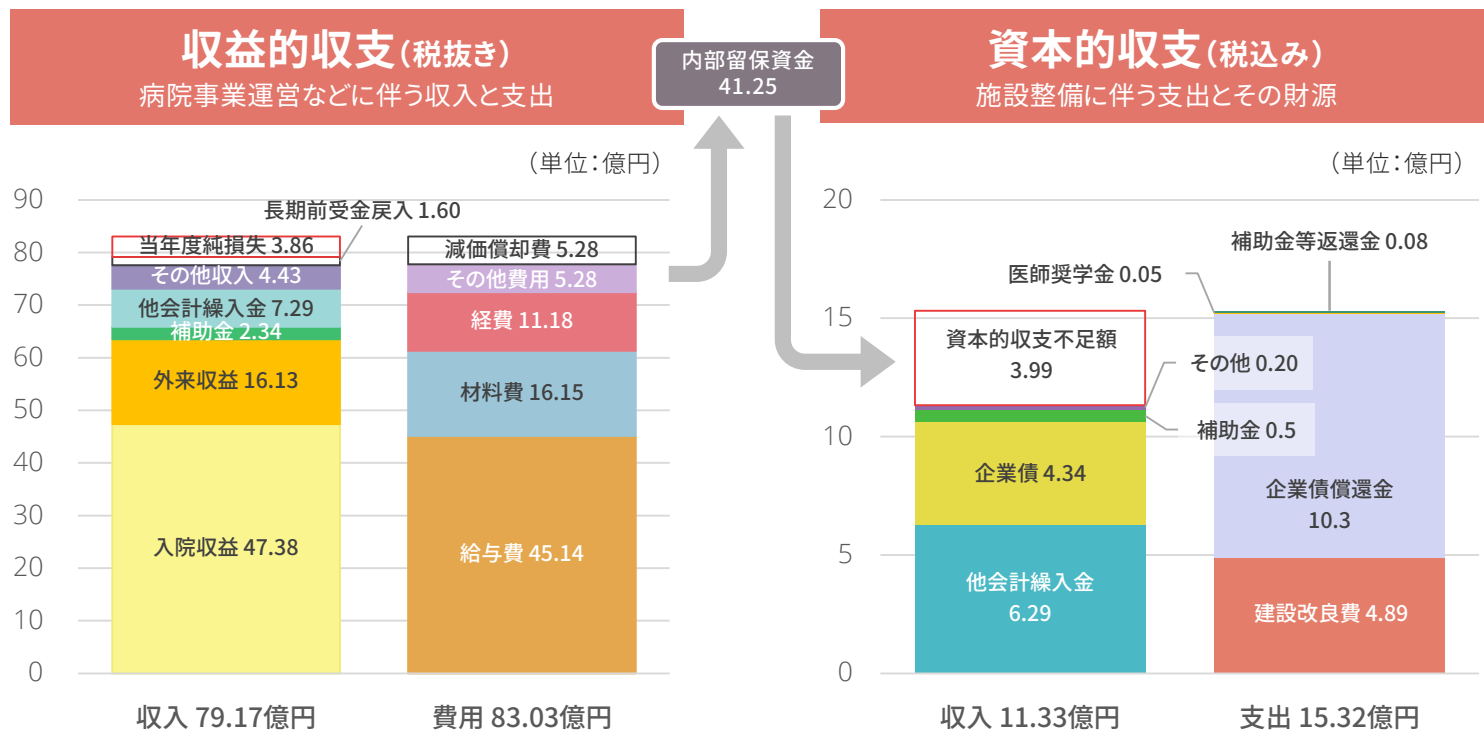 収益的収支（税抜き）
病院事業運営などに伴う収入と支出
内部留保資金
41.25
資本的収支（税込み）
施設整備に伴う支出とその財源
（単位：億円）
90
80
70
60
50
40
30
20
10
0
長期前受金戻入 1.60
当年度純損失 3.86
その他収入 4.43
他会計繰入金 7.29
補助金 2.34
外来収益 16.13
入院収益 47.38
減価償却費 5.28
その他費用 5.28
経費 11.18
材料費 16.15
給与費 45.14
収入 79.17億円
費用 83.03億円
（単位：億円）
20
15
10
5
0
補助金等返還金 0.08
医師奨学金 0.05
資本的収支不足額
3.99
その他 0.20
補助金 0.5
企業債 4.34
他会計繰入金
6.29
企業債償還金
10.3
建設改良費 4.89
収入 11.33億円
支出 15.32億円